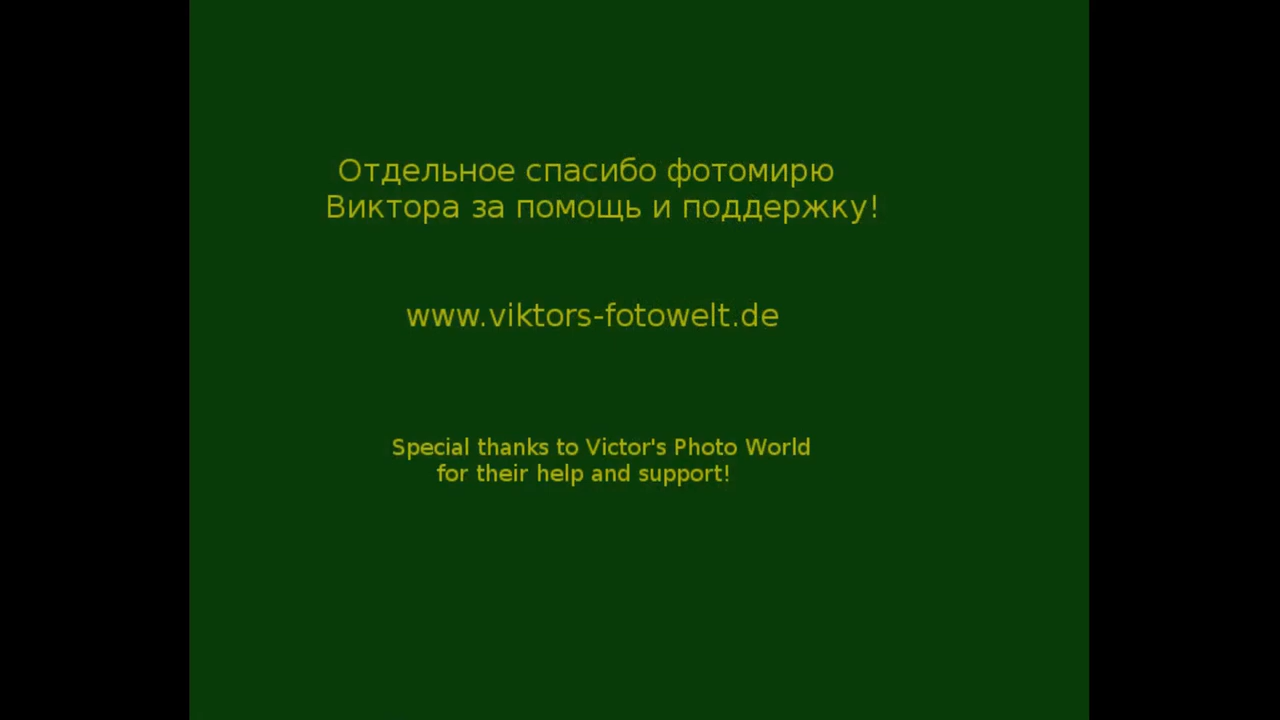 Отдельное спасибо фотомирю
Виктора за помощь и поддержку!
www.viktors-fotowelt.de
Special thanks to Victor's Photo World
for their help and support!